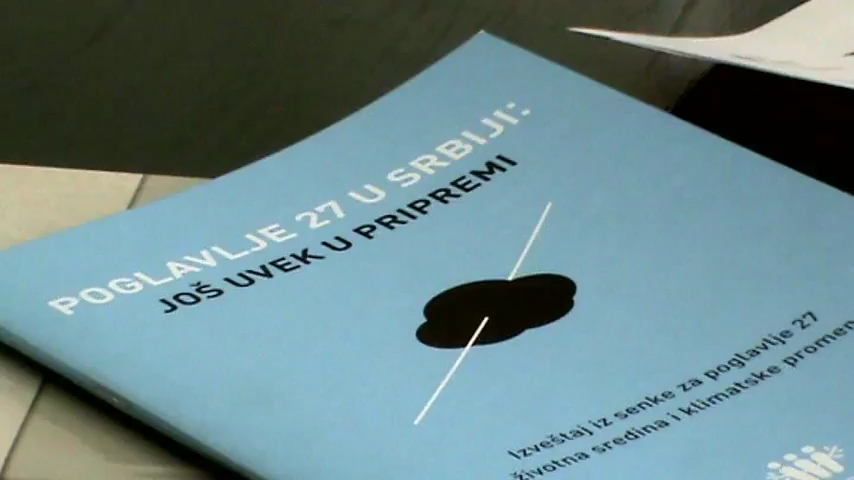 POGLAVLJE 27 U SRBIJI:
JOŠ UVEK U PRIPREMI
Izveštaj iz senke za poglavlje 27
životna sredina i klimatske promen